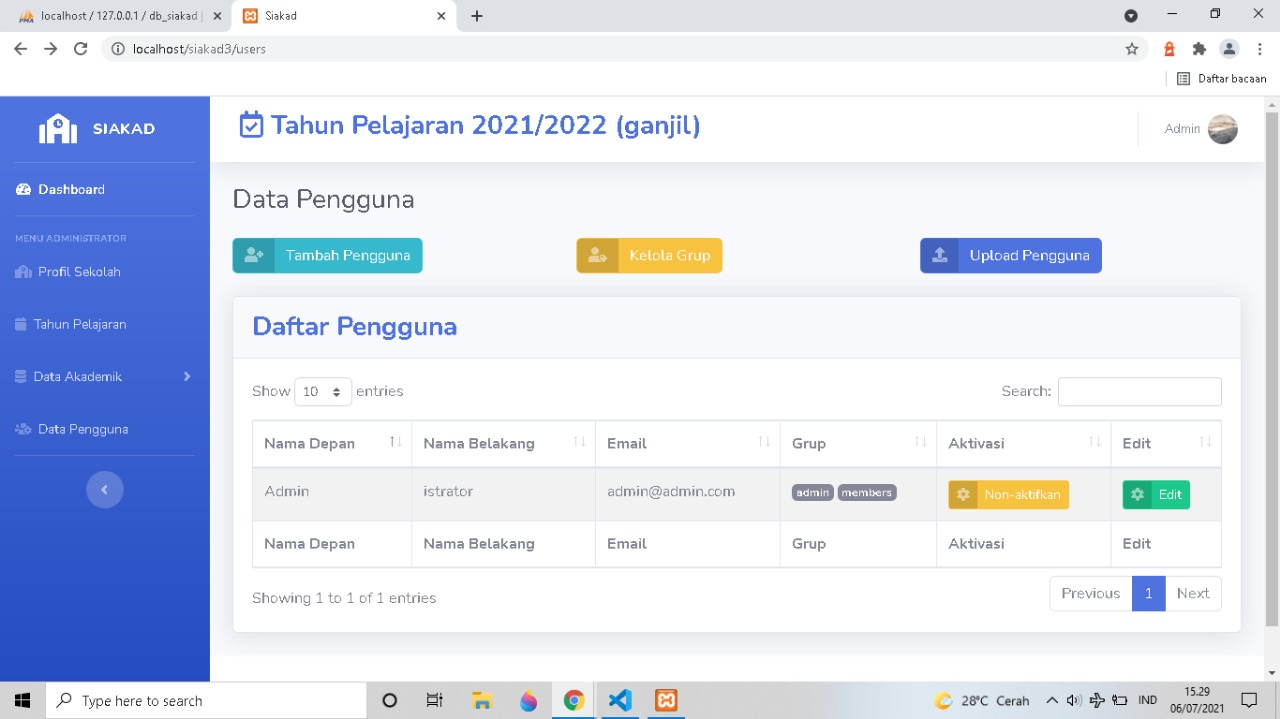 localhost / 127.0.0.1 / db_siakad |
Siakad
localhost/siakad3/users
Daftar bacaan
SIAKAD
Tahun Pelajaran 2021/2022 (ganjil)
Admin
Dashboard
MENU ADMINISTRATOR
Profil Sekolah
Tahun Pelajaran
Data Akademik
Data Pengguna
Data Pengguna
Tambah Pengguna
Kelola Grup
Upload Pengguna
Daftar Pengguna
Show 10 entries
Search:
Nama Depan Nama Belakang Email Grup Aktivasi Edit
Admin istrator admin@admin.com admin members Non-aktifkan Edit
Nama Depan Nama Belakang Email Grup Aktivasi Edit
Showing 1 to 1 of 1 entries
Previous 1 Next
Type here to search
28°C Cerah
IND
15.29
06/07/2021